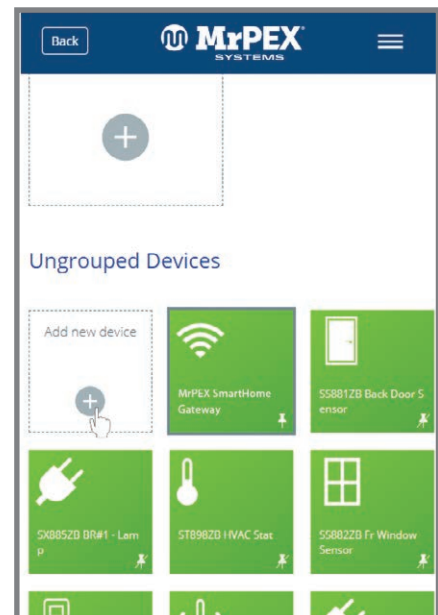 Back
MrPEX
SYSTEMS
Ungrouped Devices
Add new device
MrPEX SmartHome
Gateway
SS881ZB Back Door S
ensor
SX885ZB BR#1 - Lam
p
ST898ZB HVAC Stat
SS882ZB Fr Window
Sensor